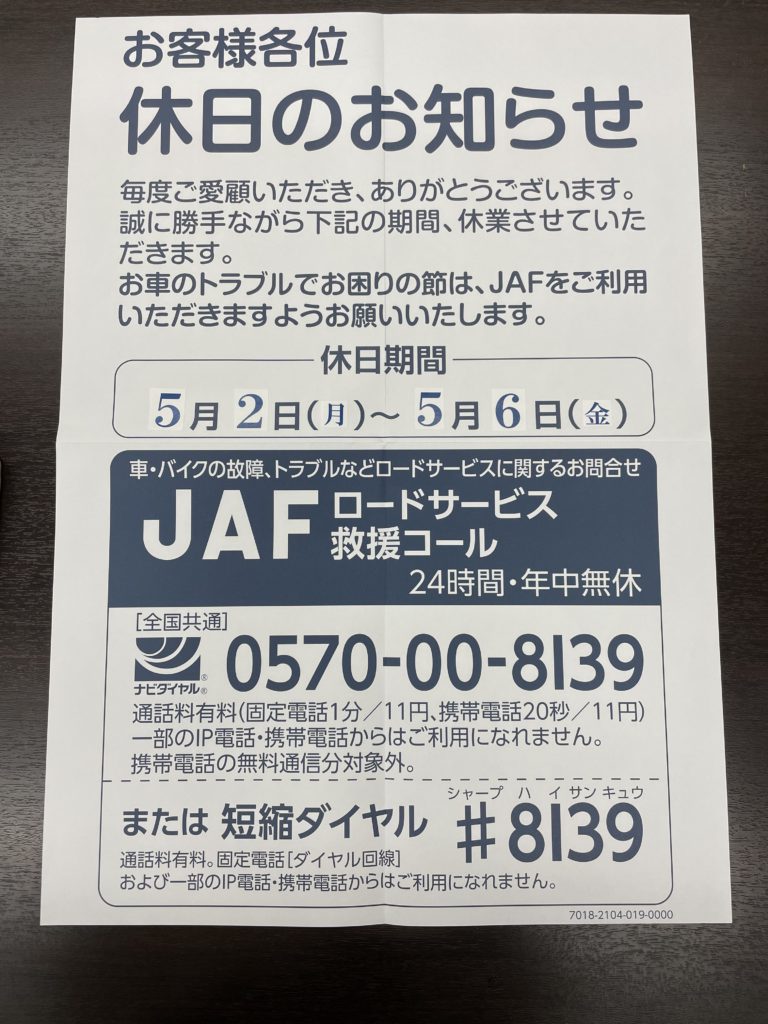 お客様各位
休日のお知らせ
毎度ご愛顧いただき、ありがとうございます。
誠に勝手ながら下記の期間、休業させていた
だきます。
お車のトラブルでお困りの節は、JAFをご利用
いただきますようお願いいたします。
休日期間
5月2日(月)〜5月6日(金)
車・バイクの故障、トラブルなどロードサービスに関するお問合せ
JAF ロードサービス
救援コール
24時間・年中無休
[全国共通]
ナビダイヤル® 0570-00-8139
通話料有料(固定電話1分/11円、携帯電話20秒/11円)
一部のIP電話・携帯電話からはご利用になれません。
携帯電話の無料通信分対象外。
シャープ ハ イ サン キュウ
または 短縮ダイヤル #8139
通話料有料。固定電話[ダイヤル回線]
および一部のIP電話・携帯電話からはご利用になれません。
7018-2104-019-0000